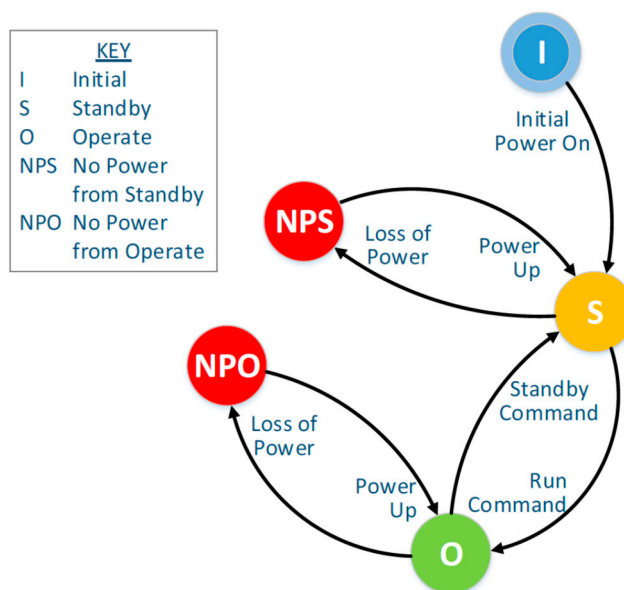 KEY
I Initial
S Standby
O Operate
NPS No Power
from Standby
NPO No Power
from Operate
I
Initial
Power On
NPS
Loss of
Power
Power
Up
S
NPO
Loss of
Power
Standby
Command
Power
Up
Run
Command
O